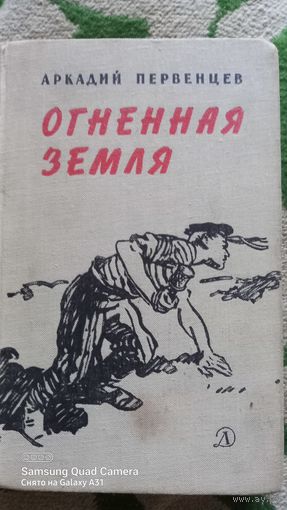 АРКАДИЙ ПЕРВЕНЦЕВ
ОГНЕННАЯ
ЗЕМЛЯ
Д
Samsung Quad Camera
Снято на Galaxy A31